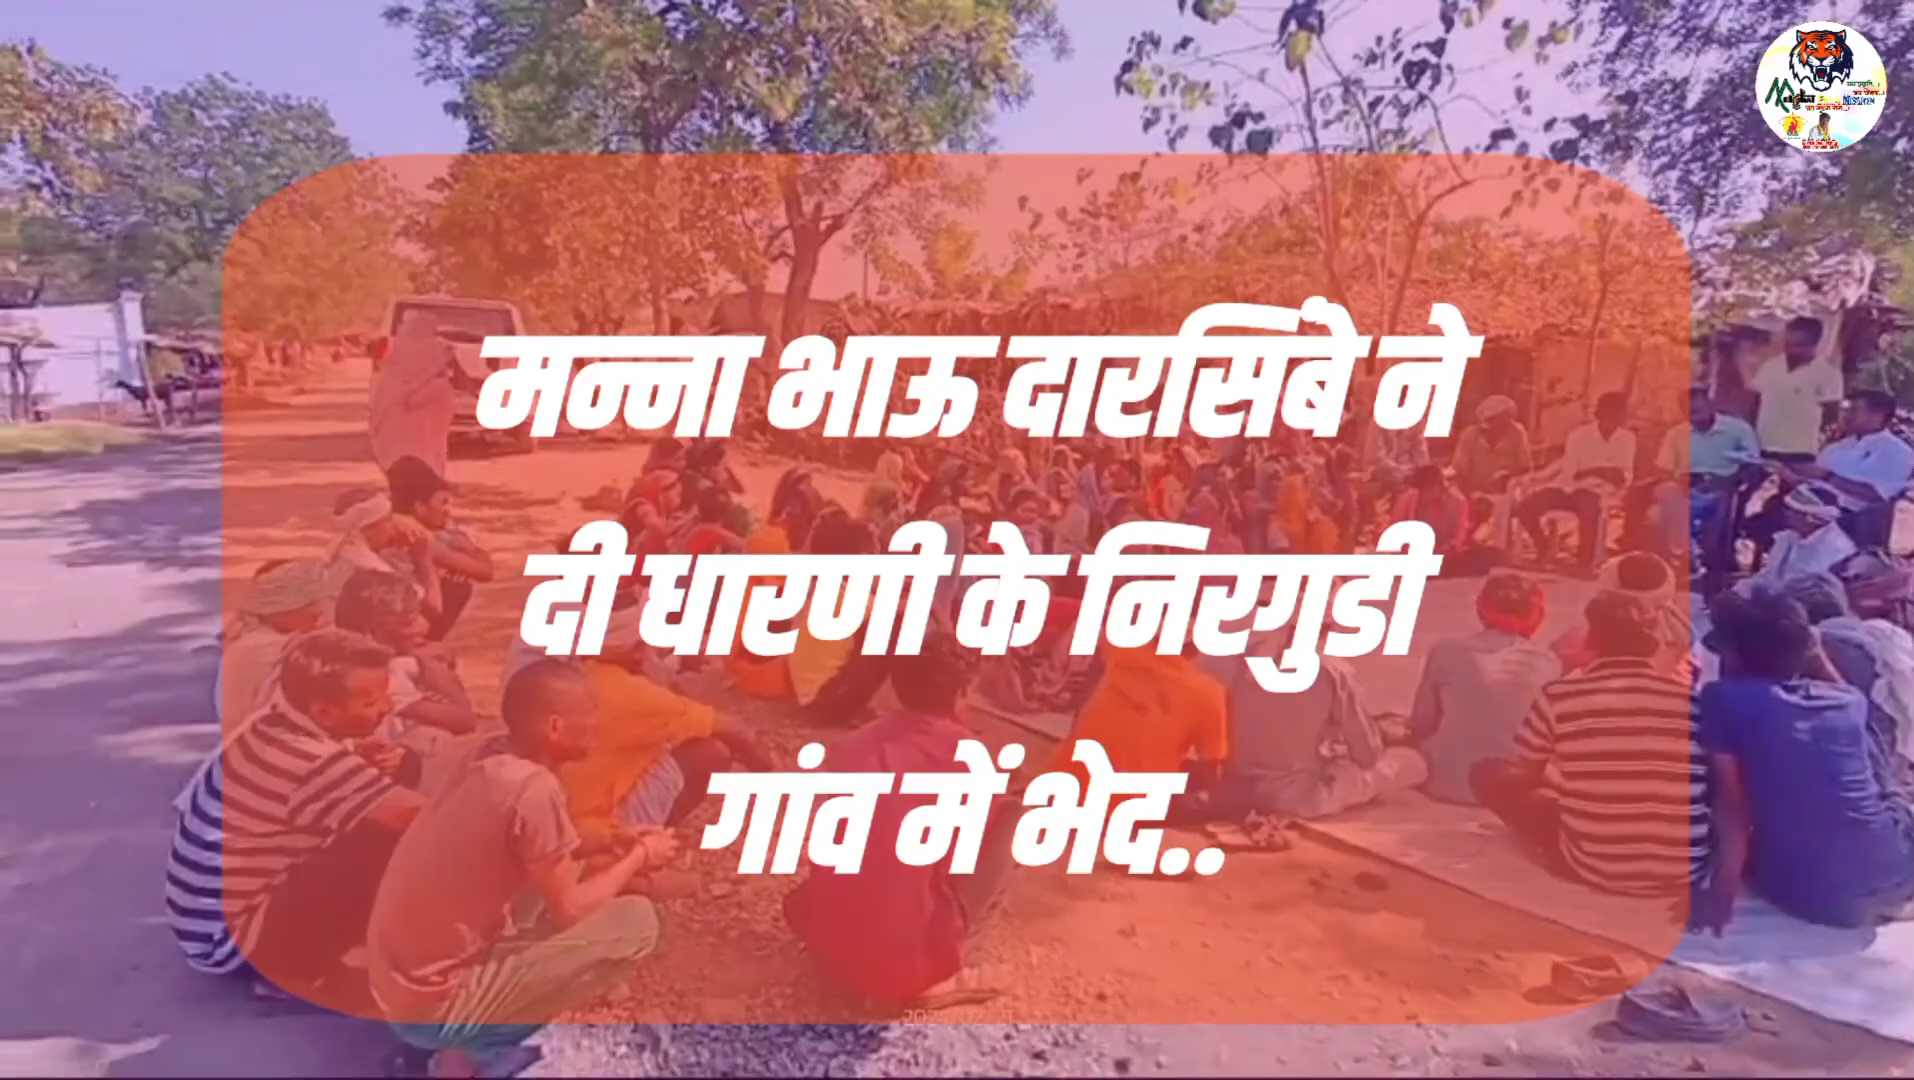 मन्ना भाऊ दारसिंबे ने
दी धारणी के निरगुडी
गांव में भेद..